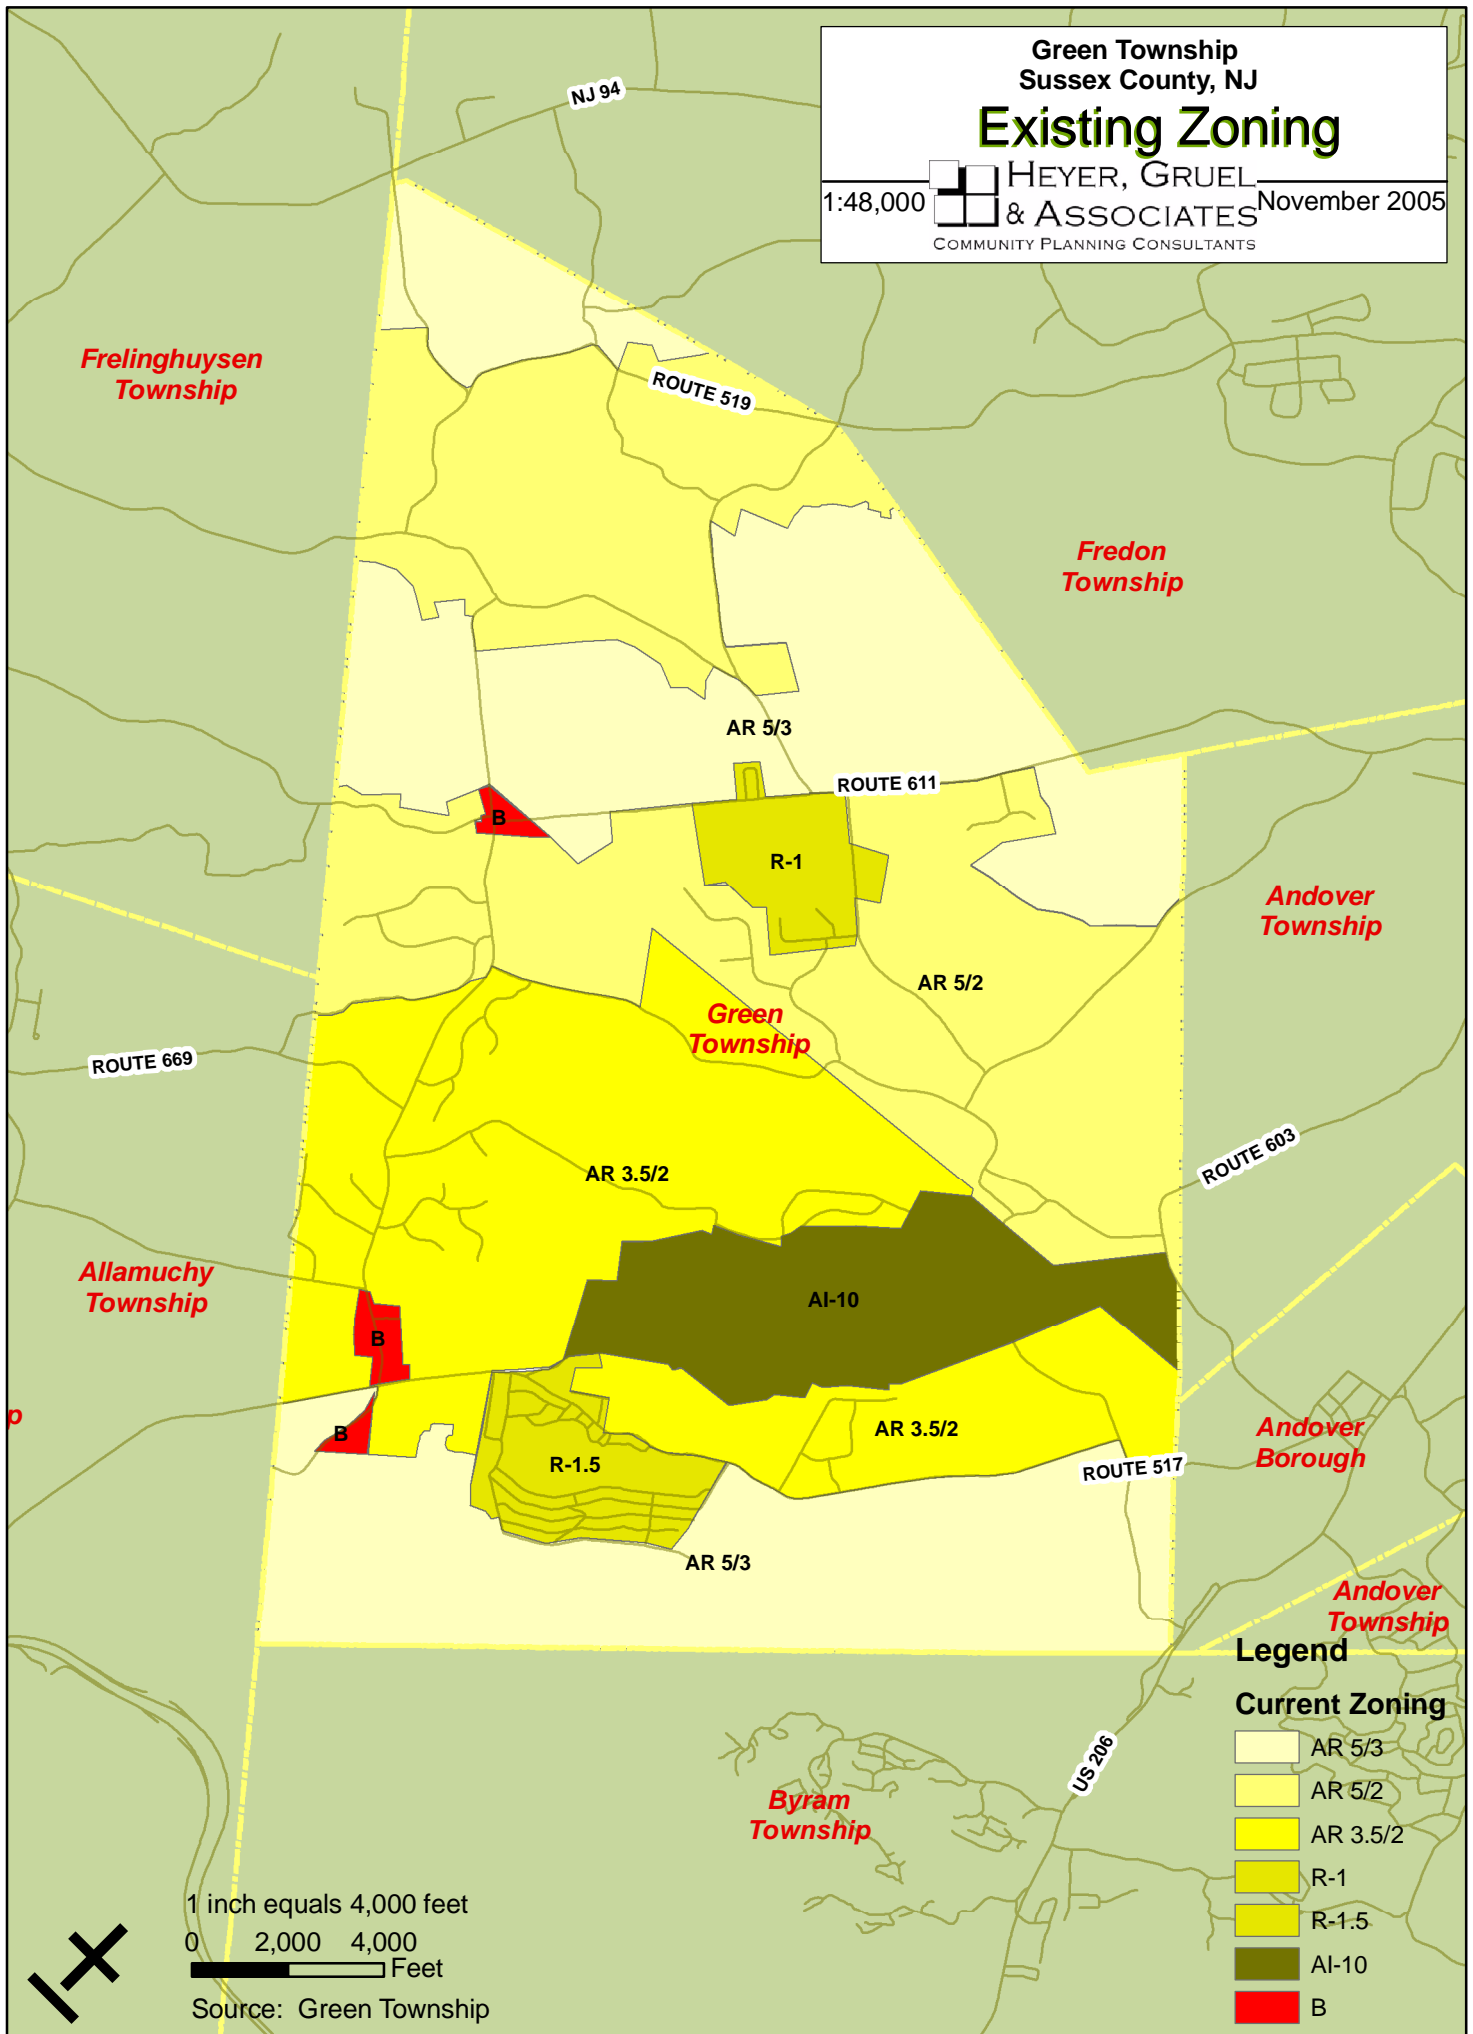 Green Township
Sussex County, NJ
Existing Zoning
HEYER, GRUEL
& ASSOCIATES
COMMUNITY PLANNING CONSULTANTS
1:48,000
November 2005
NJ 94
Frelinghuysen
Township
ROUTE 519
Fredon
Township
AR 5/3
ROUTE 611
B
R-1
Andover
Township
AR 5/2
Green
Township
ROUTE 669
ROUTE 603
AR 3.5/2
Allamuchy
Township
AI-10
B
p
B
AR 3.5/2
Andover
Borough
R-1.5
ROUTE 517
AR 5/3
Andover
Township
Byram
Township
US 206
Legend
Current Zoning
AR 5/3
AR 5/2
AR 3.5/2
R-1
R-1.5
AI-10
B
1 inch equals 4,000 feet
0 2,000 4,000
Feet
Source: Green Township